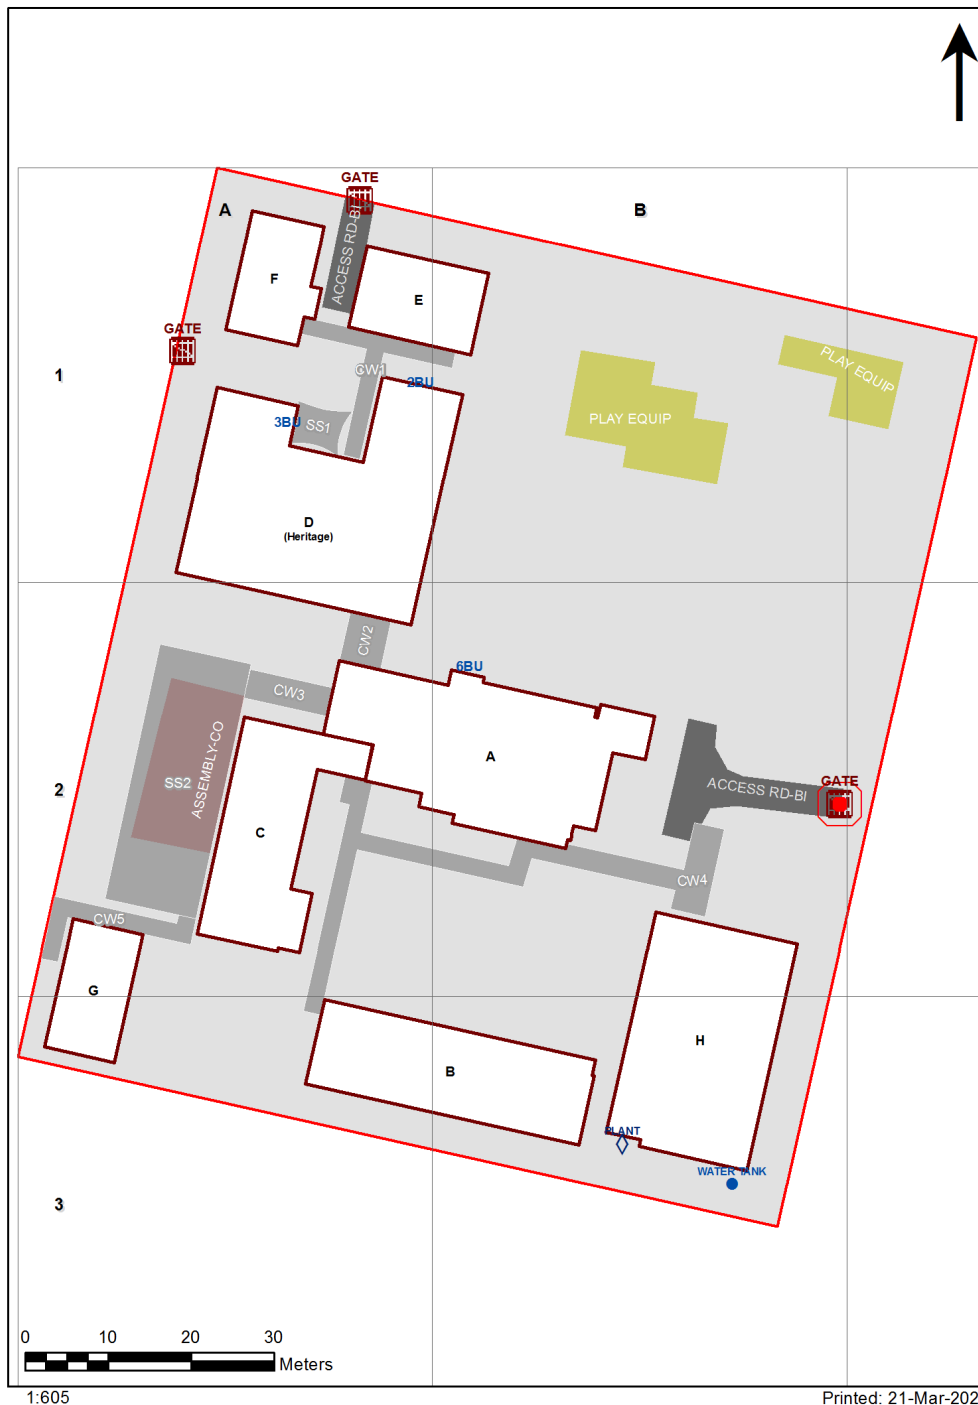 GATE
A
B
ACCESS RD-BI
F
E
GATE
PLAY EQUIP
1
CW1
2BU
3BU
SS1
PLAY EQUIP
D
(Heritage)
CW2
6BU
CW3
A
ASSEMBLY-CO
SS2
2
ACCESS RD-BI
GATE
C
CW4
CW5
G
H
B
PLANT
WATER TANK
3
0 10 20 30
Meters
1:605
Printed: 21-Mar-202